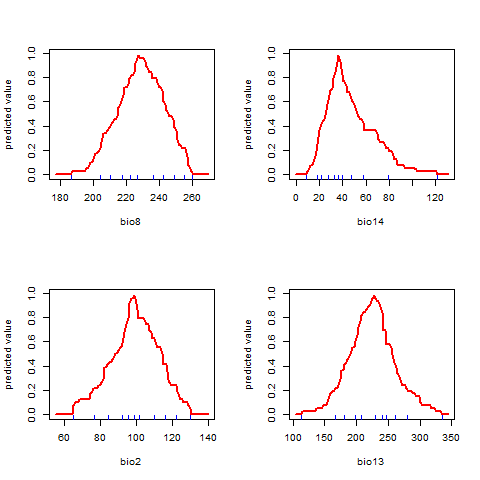 predicted value
0.0 0.2 0.4 0.6 0.8 1.0
180 200 220 240 260
bio8
predicted value
0.0 0.2 0.4 0.6 0.8 1.0
0 20 40 60 80 120
bio14
predicted value
0.0 0.2 0.4 0.6 0.8 1.0
60 80 100 120 140
bio2
predicted value
0.0 0.2 0.4 0.6 0.8 1.0
100 150 200 250 300 350
bio13